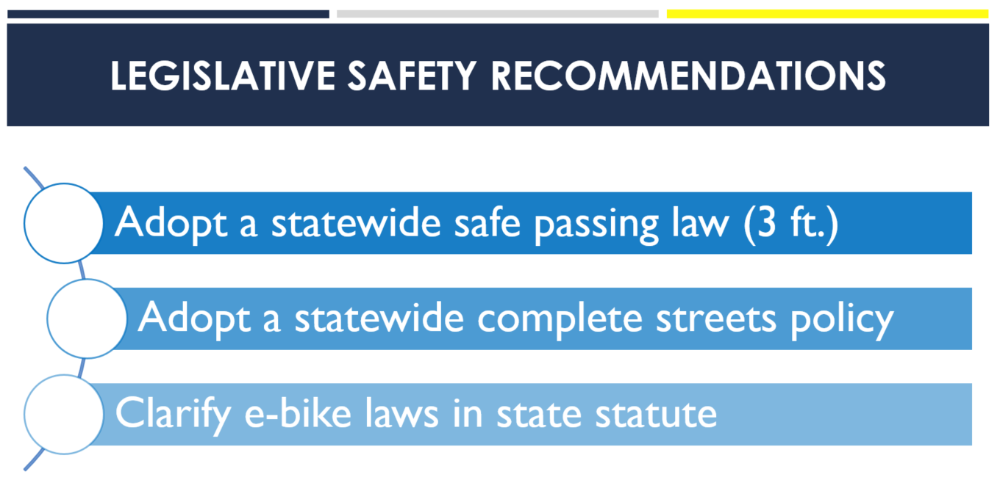 LEGISLATIVE SAFETY RECOMMENDATIONS
Adopt a statewide safe passing law (3 ft.)
Adopt a statewide complete streets policy
Clarify e-bike laws in state statute